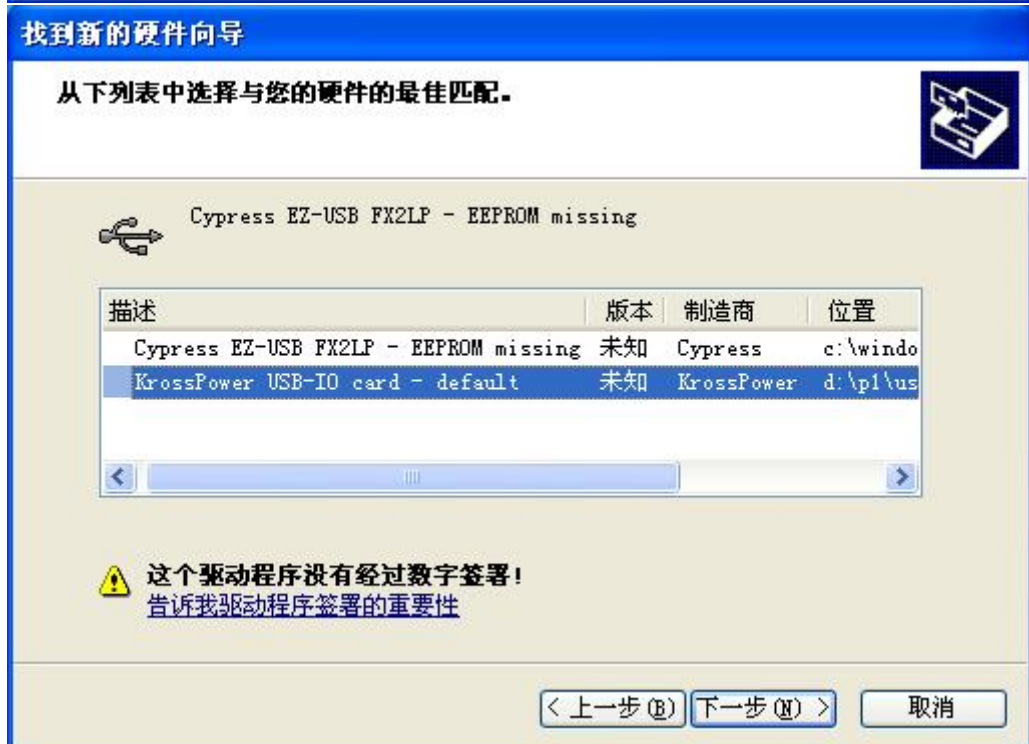 找到新的硬件向导
从下列表中选择与您的硬件的最佳匹配。
Cypress EZ-USB FX2LP - EEPROM missing
描述 版本 制造商 位置
Cypress EZ-USB FX2LP - EEPROM missing 未知 Cypress c:\windo
KrossPower USB-IO card - default 未知 KrossPower d:\p1\us
这个驱动程序没有经过数字签署!
告诉我驱动程序签署的重要性
< 上一步(B) 下一步(N) > 取消